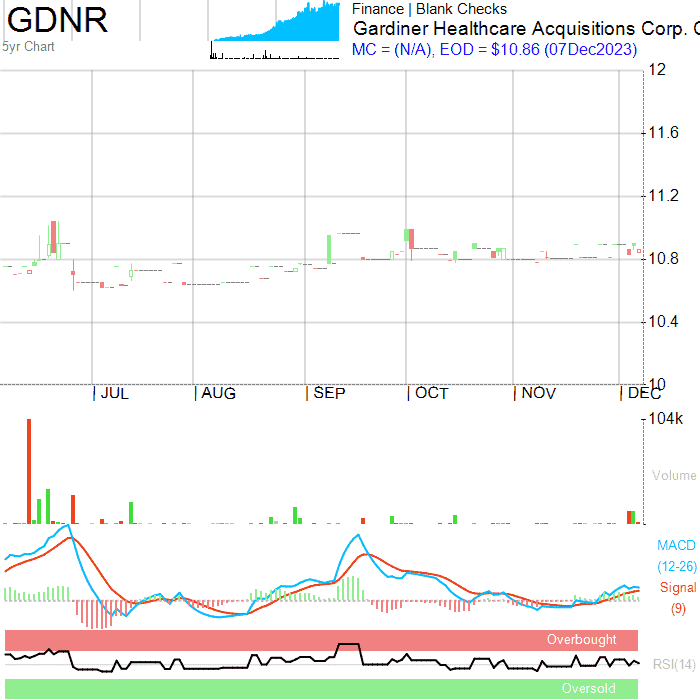 GDNR
5yr Chart
Finance | Blank Checks
Gardiner Healthcare Acquisitions Corp. C
MC = (N/A), EOD = $10.86 (07Dec2023)
12
11.6
11.2
10.8
10.4
10
JUL
AUG
SEP
OCT
NOV
DEC
104k
Volume
MACD
(12-26)
Signal
(9)
Overbought
RSI(14)
Oversold